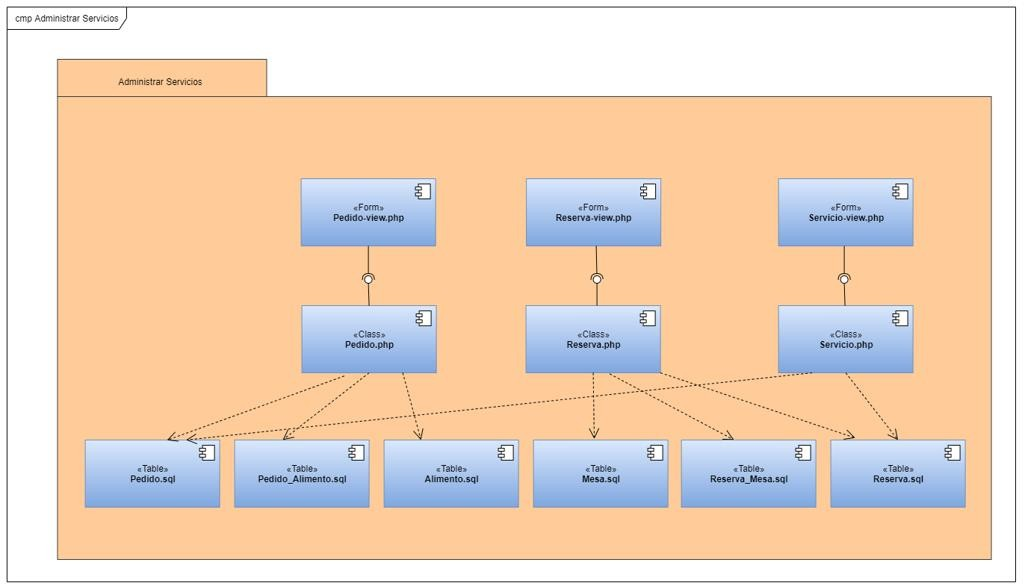 cmp Administrar Servicios
Administrar Servicios
«Form»
Pedido-view.php
«Form»
Reserva-view.php
«Form»
Servicio-view.php
«Class»
Pedido.php
«Class»
Reserva.php
«Class»
Servicio.php
«Table»
Pedido.sql
«Table»
Pedido_Alimento.sql
«Table»
Alimento.sql
«Table»
Mesa.sql
«Table»
Reserva_Mesa.sql
«Table»
Reserva.sql